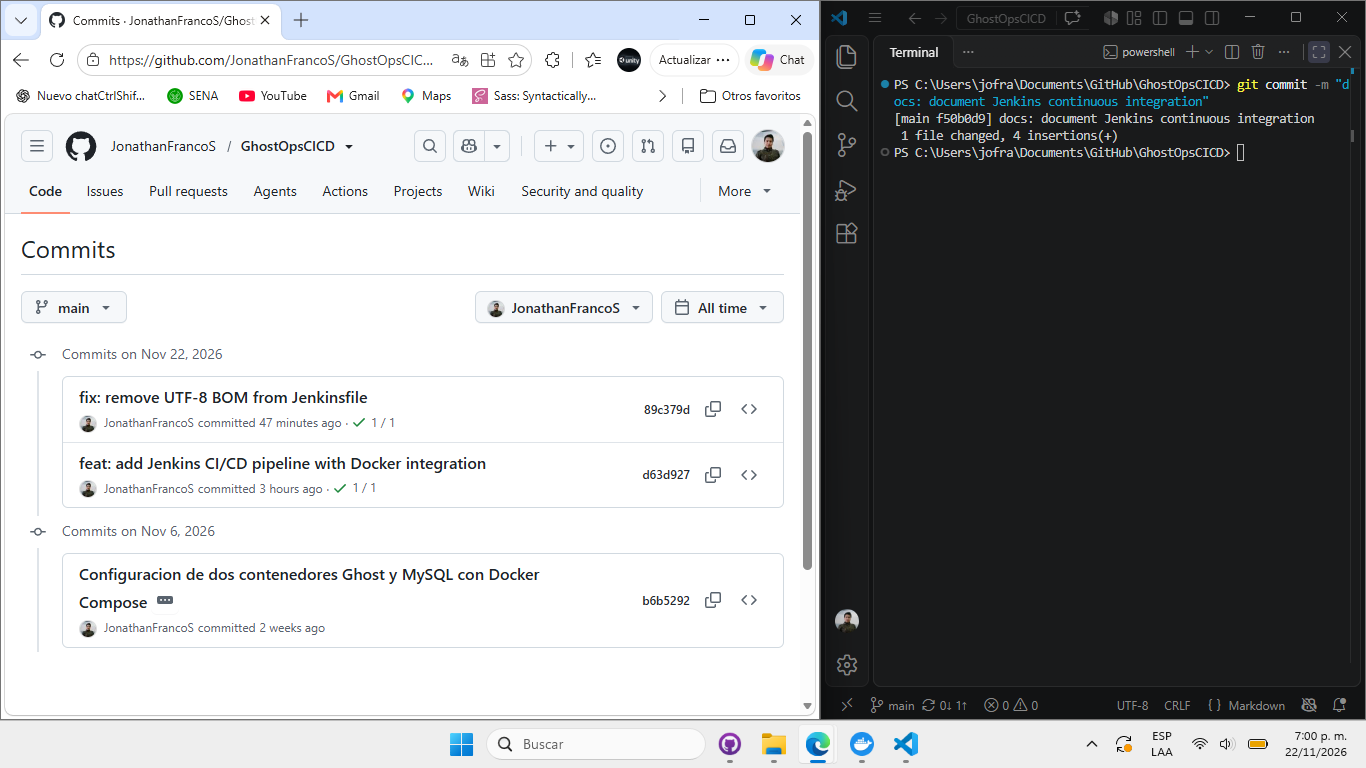 Commits · JonathanFrancoS/Ghost
https://github.com/JonathanFrancoS/GhostOpsCIC...
Actualizar
Chat
Nuevo chatCtrlShif...
SENA
YouTube
Gmail
Maps
Sass: Syntactically...
Otros favoritos
JonathanFrancoS / GhostOpsCICD
Code
Issues
Pull requests
Agents
Actions
Projects
Wiki
Security and quality
More
Commits
main
JonathanFrancoS
All time
Commits on Nov 22, 2026
fix: remove UTF-8 BOM from Jenkinsfile
JonathanFrancoS committed 47 minutes ago · 1 / 1
89c379d
feat: add Jenkins CI/CD pipeline with Docker integration
JonathanFrancoS committed 3 hours ago · 1 / 1
d63d927
Commits on Nov 6, 2026
Configuracion de dos contenedores Ghost y MySQL con Docker
Compose
JonathanFrancoS committed 2 weeks ago
b6b5292
GhostOpsCICD
Terminal
powershell
PS C:\Users\jofra\Documents\GitHub\GhostOpsCICD> git commit -m "d
ocs: document Jenkins continuous integration"
[main f50b0d9] docs: document Jenkins continuous integration
1 file changed, 4 insertions(+)
PS C:\Users\jofra\Documents\GitHub\GhostOpsCICD>
main
0↓ 1↑
0
0
UTF-8
CRLF
{ } Markdown
Buscar
ESP
LAA
7:00 p. m.
22/11/2026